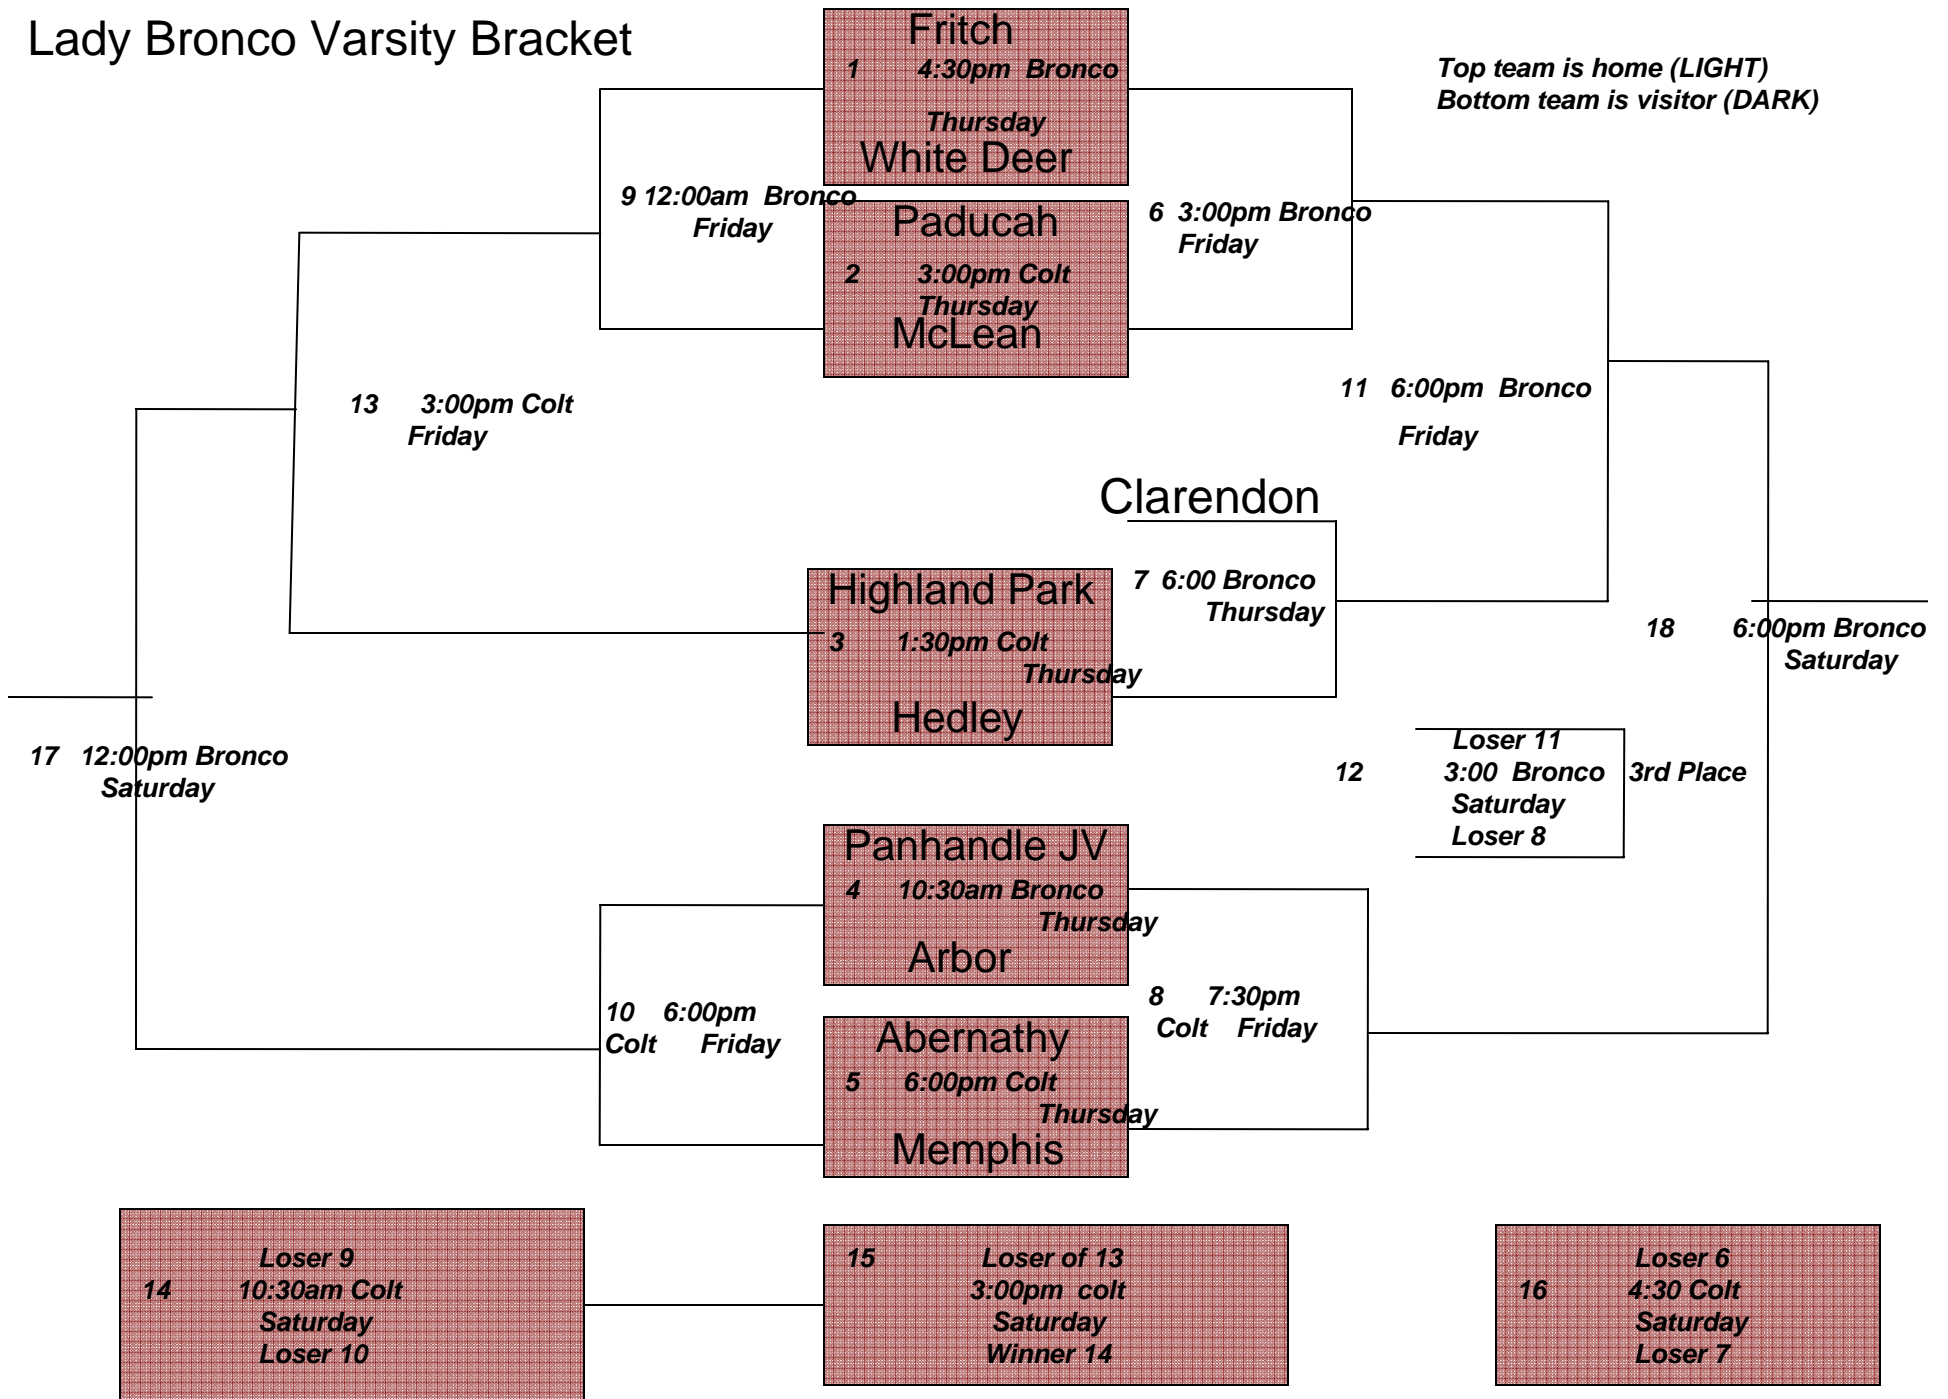 Lady Bronco Varsity Bracket
Top team is home (LIGHT)
Bottom team is visitor (DARK)
Fritch
1 4:30pm Bronco
Thursday
White Deer
9 12:00am Bronco
Friday
Paducah
2 3:00pm Colt
Thursday
McLean
6 3:00pm Bronco
Friday
13 3:00pm Colt
Friday
11 6:00pm Bronco
Friday
Clarendon
7 6:00 Bronco
Thursday
Highland Park
3 1:30pm Colt
Thursday
Hedley
18 6:00pm Bronco
Saturday
17 12:00pm Bronco
Saturday
Loser 11
12 3:00 Bronco 3rd Place
Saturday
Loser 8
Panhandle JV
4 10:30am Bronco
Thursday
Arbor
10 6:00pm
Colt Friday
8 7:30pm
Colt Friday
Abernathy
5 6:00pm Colt
Thursday
Memphis
Loser 9
14 10:30am Colt
Saturday
Loser 10
15 Loser of 13
3:00pm colt
Saturday
Winner 14
Loser 6
16 4:30 Colt
Saturday
Loser 7